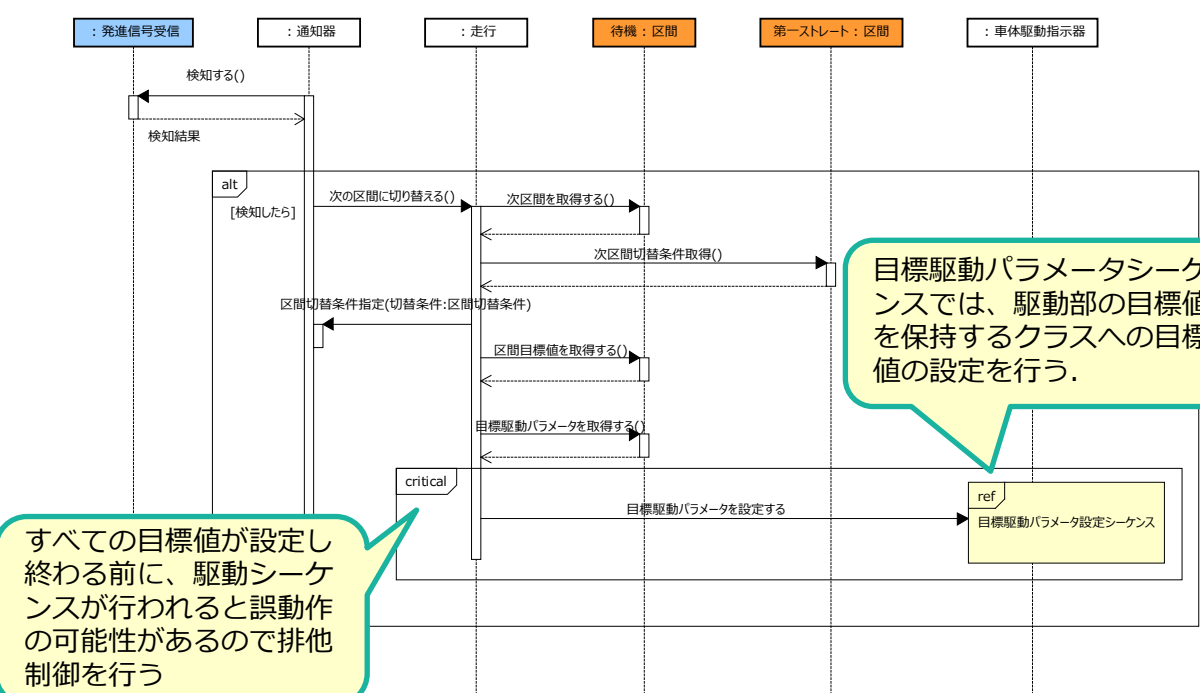 ：発進信号受信
：通知器
：走行
待機：区間
第一ストレート：区間
：車体駆動指示器
検知する()
検知結果
alt
[検知したら]
次の区間に切り替える()
次区間を取得する()
次区間切替条件取得()
区間切替条件指定(切替条件:区間切替条件)
区間目標値を取得する()
目標駆動パラメータを取得する()
目標駆動パラメータシーケ
ンスでは、駆動部の目標値
を保持するクラスへの目標
値の設定を行う.
critical
目標駆動パラメータを設定する
ref
目標駆動パラメータ設定シーケンス
すべての目標値が設定し
終わる前に、駆動シーケ
ンスが行われると誤動作
の可能性があるので排他
制御を行う